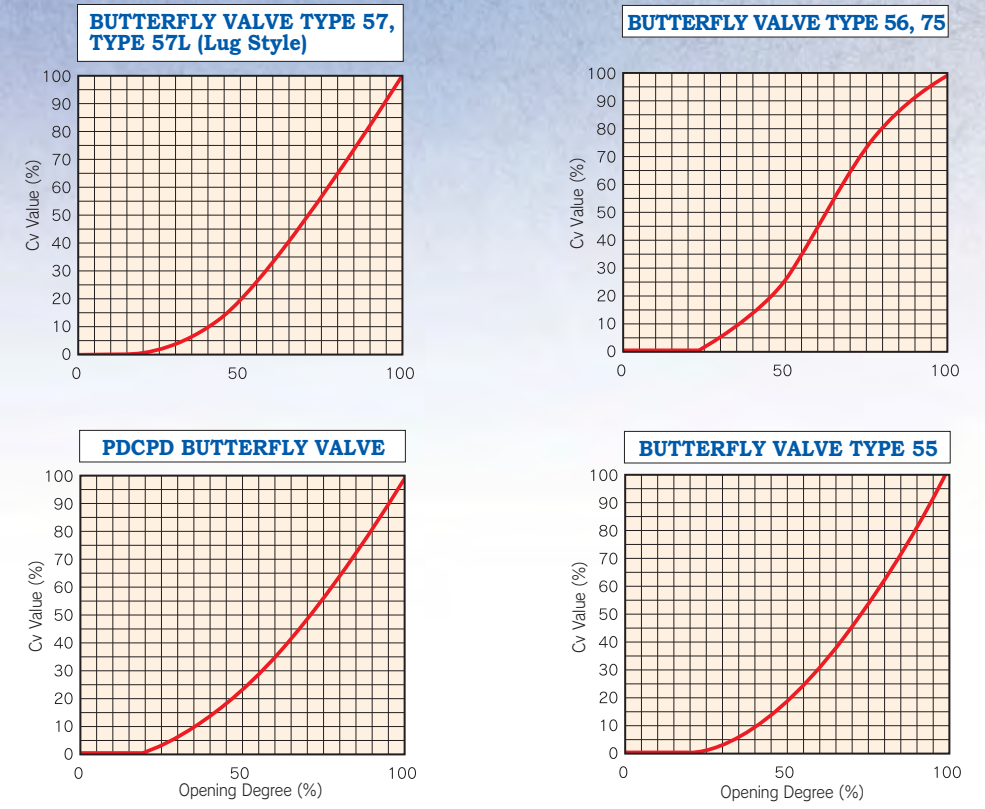 BUTTERFLY VALVE TYPE 57,
TYPE 57L (Lug Style)
100
90
80
70
60
50
40
30
20
10
0
Cv Value (%)
0 50 100
BUTTERFLY VALVE TYPE 56, 75
100
90
80
70
60
50
40
30
20
10
0
Cv Value (%)
0 50 100
PDCPD BUTTERFLY VALVE
100
90
80
70
60
50
40
30
20
10
0
Cv Value (%)
0 50 100
Opening Degree (%)
BUTTERFLY VALVE TYPE 55
100
90
80
70
60
50
40
30
20
10
0
Cv Value (%)
0 50 100
Opening Degree (%)